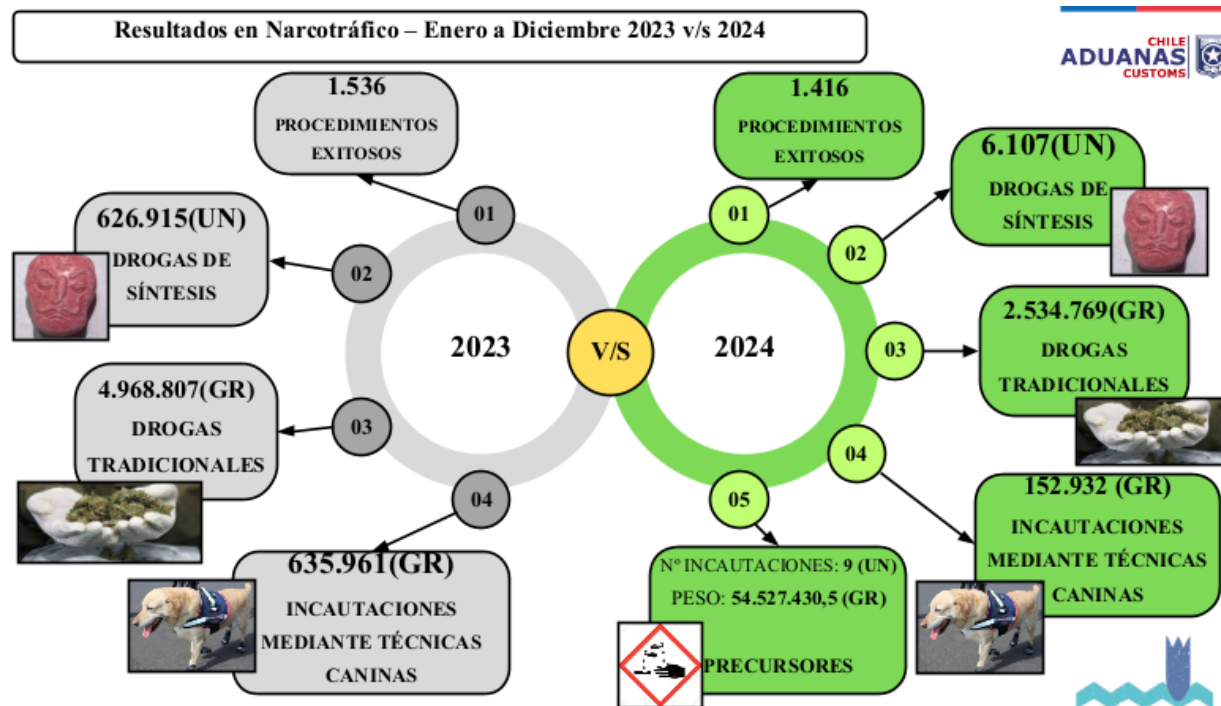 Resultados en Narcotráfico – Enero a Diciembre 2023 v/s 2024
CHILE
ADUANAS
CUSTOMS
1.536
PROCEDIMIENTOS
EXITOSOS
01
626.915(UN)
DROGAS DE
SÍNTESIS
02
4.968.807(GR)
DROGAS
TRADICIONALES
03
635.961(GR)
INCAUTACIONES
MEDIANTE TÉCNICAS
CANINAS
04
2023
V/S
2024
1.416
PROCEDIMIENTOS
EXITOSOS
01
6.107(UN)
DROGAS DE
SÍNTESIS
02
2.534.769(GR)
DROGAS
TRADICIONALES
03
152.932 (GR)
INCAUTACIONES
MEDIANTE TÉCNICAS
CANINAS
04
05
Nº INCAUTACIONES: 9 (UN)
PESO: 54.527.430,5 (GR)
PRECURSORES